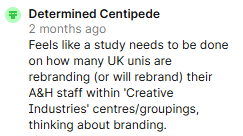 Determined Centipede
2 months ago
Feels like a study needs to be done
on how many UK unis are
rebranding (or will rebrand) their
A&H staff within 'Creative
Industries' centres/groupings,
thinking about branding.